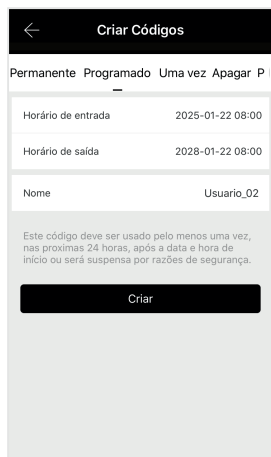 Criar Códigos
Permanente Programado Uma vez Apagar P
Horário de entrada 2025-01-22 08:00
Horário de saída 2028-01-22 08:00
Nome Usuario_02
Este código deve ser usado pelo menos uma vez,
nas proximas 24 horas, após a data e hora de
início ou será suspensa por razões de segurança.
Criar